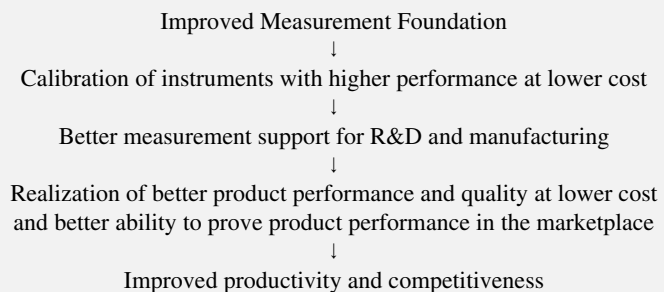 Improved Measurement Foundation
↓
Calibration of instruments with higher performance at lower cost
↓
Better measurement support for R&D and manufacturing
↓
Realization of better product performance and quality at lower cost
and better ability to prove product performance in the marketplace
↓
Improved productivity and competitiveness